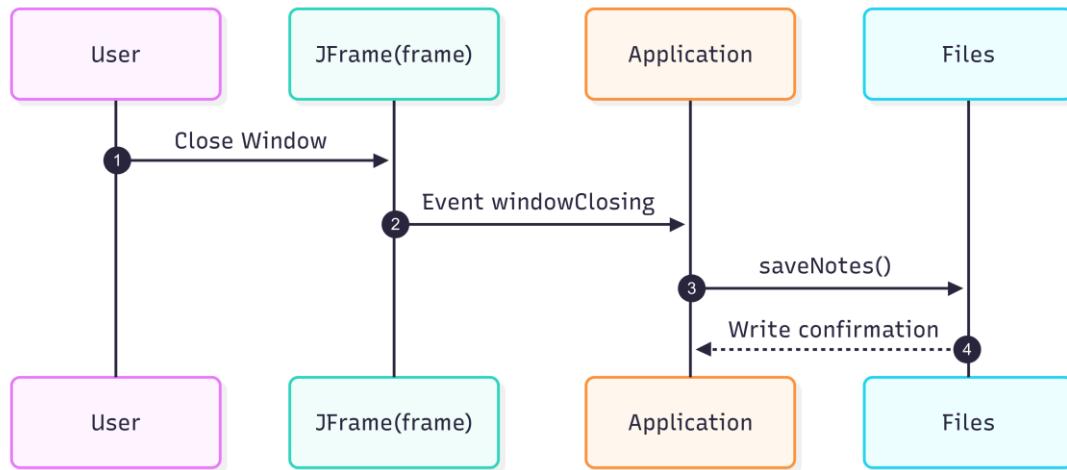 User
JFrame(frame)
Application
Files
Close Window
1
Event windowClosing
2
saveNotes()
3
Write confirmation
4
User
JFrame(frame)
Application
Files